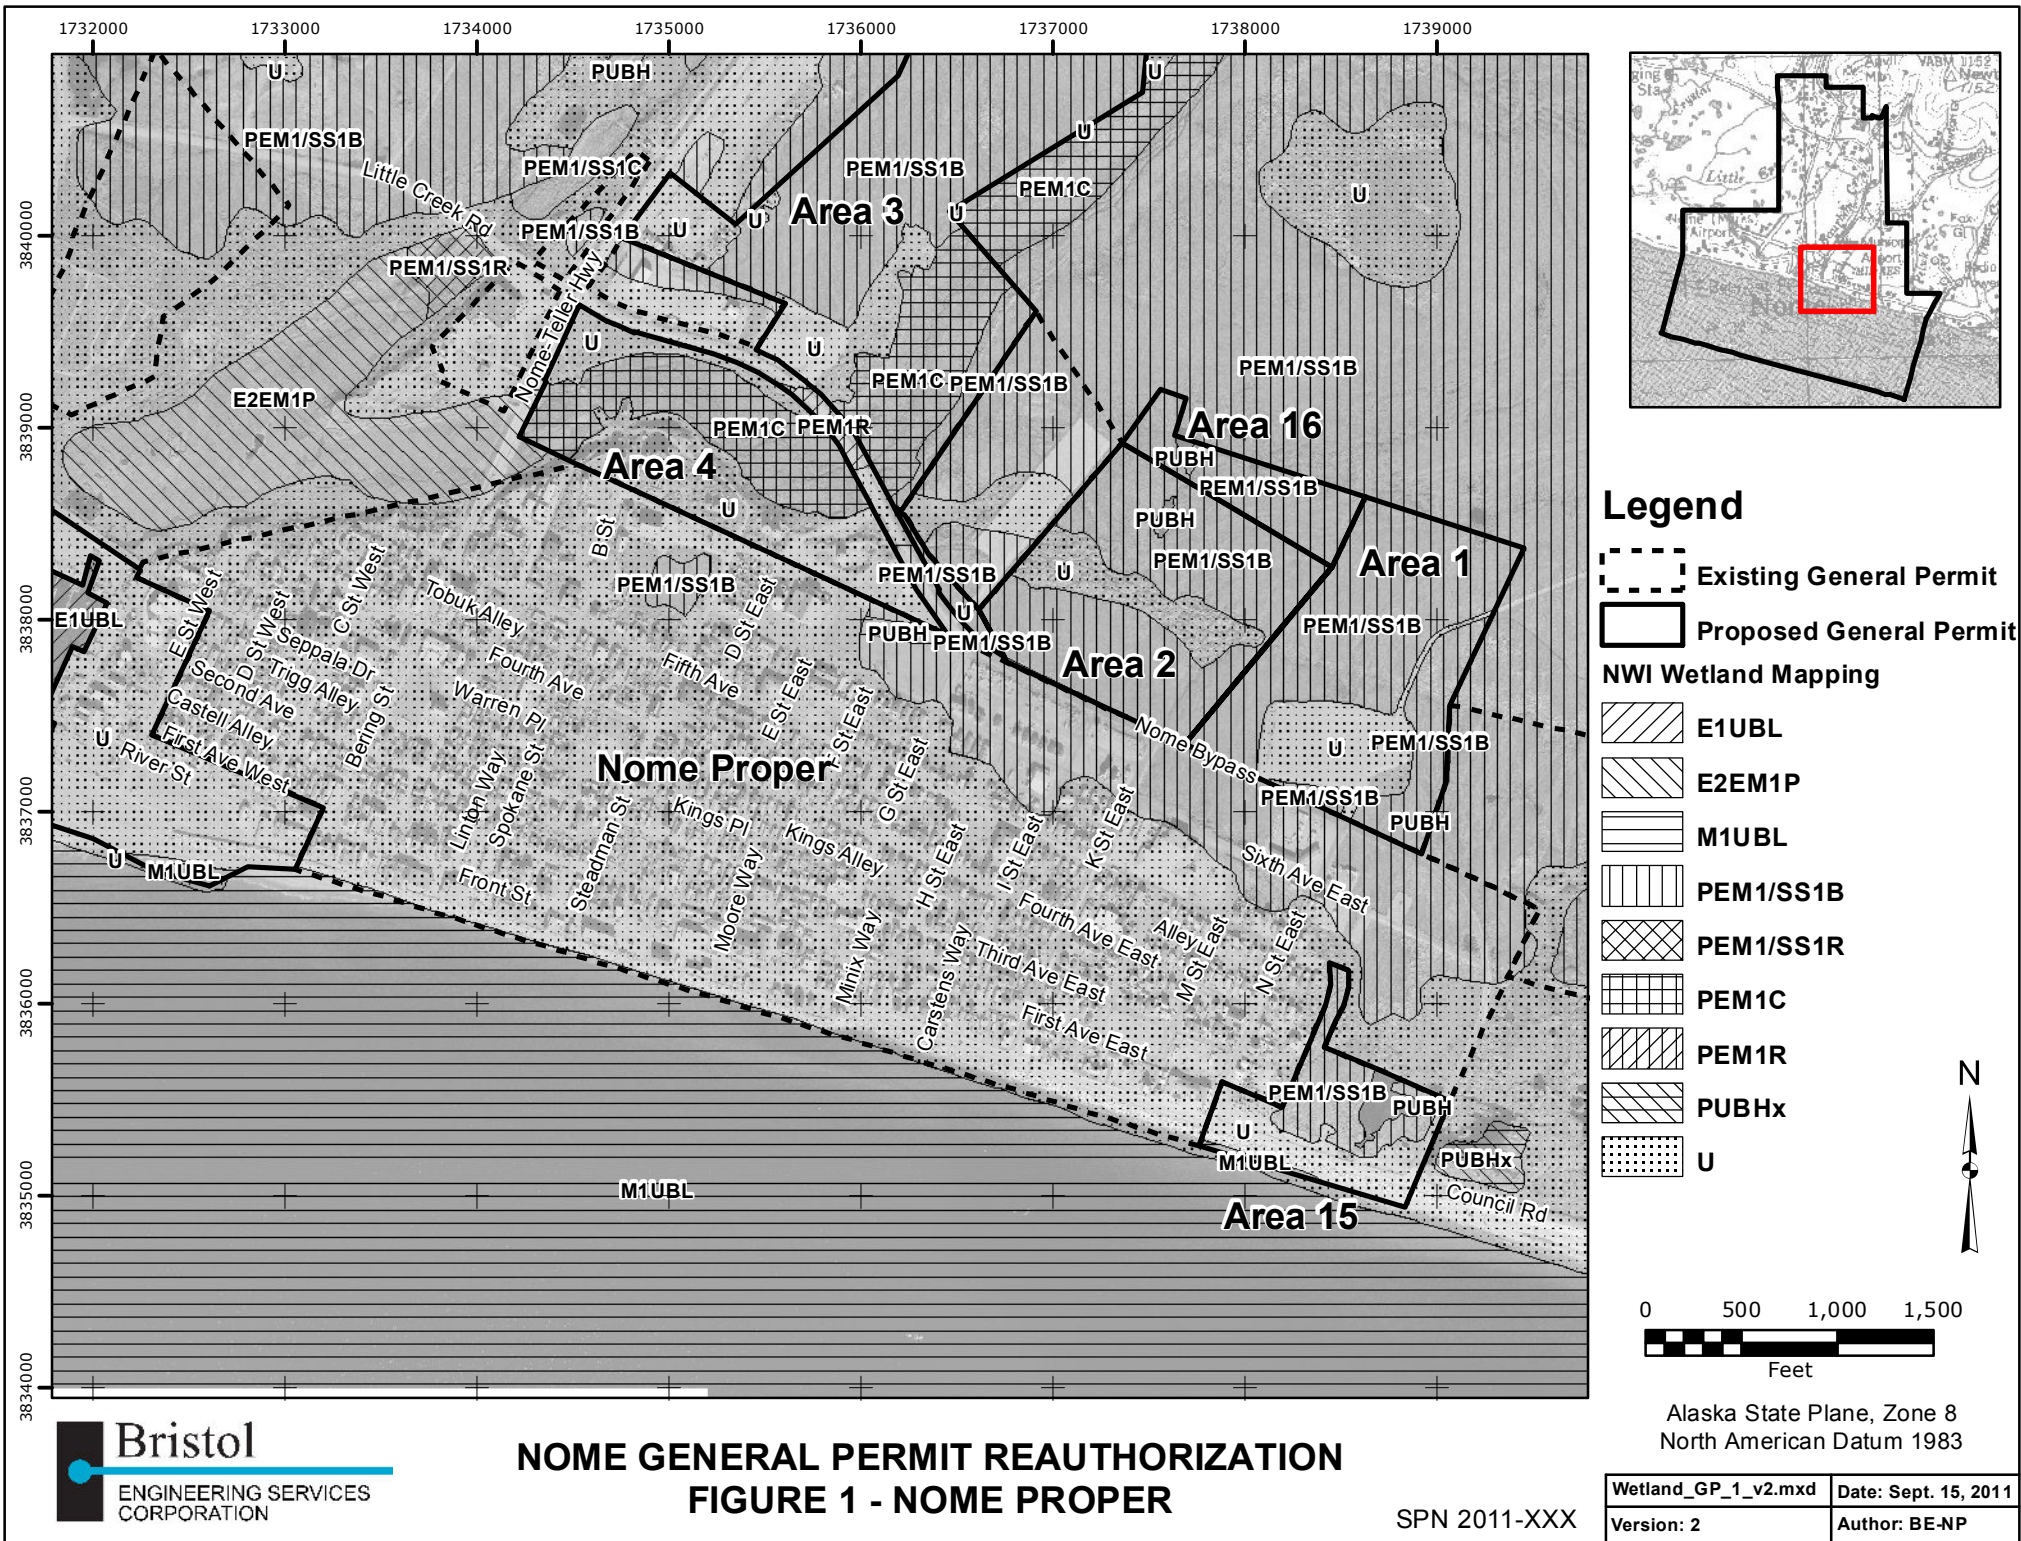 1732000 1733000 1734000 1735000 1736000 1737000 1738000 1739000
3840000
3839000
3838000
3837000
3836000
3835000
3834000
U
PUBH
U
PEM1/SS1B
U
PEM1/SS1C
PEM1/SS1B
PEM1C
U
Little Creek Rd
Area 3
U
U
U
PEM1/SS1B
PEM1/SS1R
Nome-Teller Hwy
U
U
PEM1/SS1B
PEM1C
PEM1/SS1B
E2EM1P
PEM1C
PEM1R
Area 16
PUBH
Area 4
PEM1/SS1B
U
PUBH
B St
PEM1/SS1B
Area 1
U
PEM1/SS1B
PEM1/SS1B
E1UBL
E St West
D St West
C St West
Tobuk Alley
D St East
U
PUBH
PEM1/SS1B
PEM1/SS1B
Seppala Dr
Trigg Alley
Second Ave
Fourth Ave
Fifth Ave
Area 2
Castell Alley
Warren Pl
E St East
F St East
First Ave West
Bering St
U
River St
Nome Bypass
U
PEM1/SS1B
Linton Way
Spokane St
Nome Proper
G St East
PEM1/SS1B
PUBH
Steadman St
Kings Pl
Kings Alley
K St East
I St East
H St East
Sixth Ave East
U
M1UBL
Front St
Moore Way
Minix Way
Carstens Way
Fourth Ave East
Alley
M St East
N St East
Third Ave East
First Ave East
PEM1/SS1B
PUBH
U
M1UBL
PUBHx
M1UBL
Area 15
Council Rd
Legend
Existing General Permit
Proposed General Permit
NWI Wetland Mapping
E1UBL
E2EM1P
M1UBL
PEM1/SS1B
PEM1/SS1R
PEM1C
PEM1R
PUBHx
U
N
0 500 1,000 1,500
Feet
Alaska State Plane, Zone 8
North American Datum 1983
Bristol
ENGINEERING SERVICES
CORPORATION
NOME GENERAL PERMIT REAUTHORIZATION
FIGURE 1 - NOME PROPER
SPN 2011-XXX
Wetland_GP_1_v2.mxd Date: Sept. 15, 2011
Version: 2 Author: BE-NP